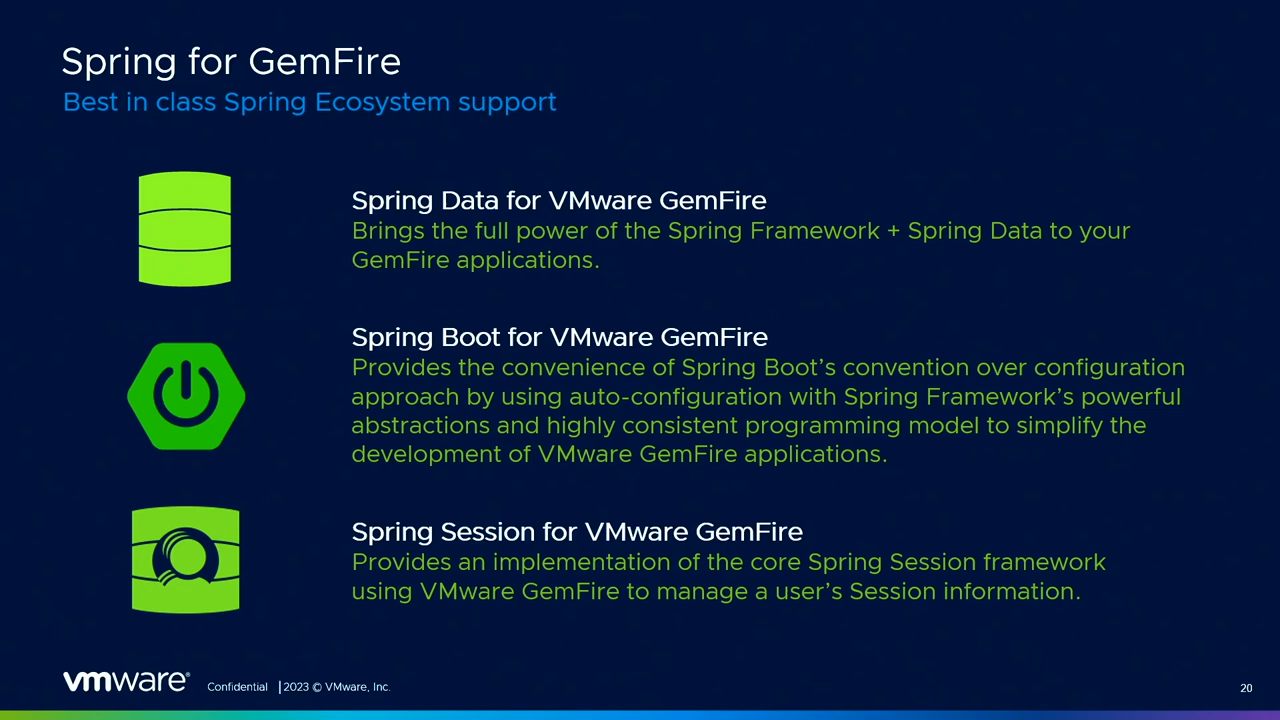 Spring for GemFire
Best in class Spring Ecosystem support
Spring Data for VMware GemFire
Brings the full power of the Spring Framework + Spring Data to your
GemFire applications.
Spring Boot for VMware GemFire
Provides the convenience of Spring Boot’s convention over configuration
approach by using auto-configuration with Spring Framework’s powerful
abstractions and highly consistent programming model to simplify the
development of VMware GemFire applications.
Spring Session for VMware GemFire
Provides an implementation of the core Spring Session framework
using VMware GemFire to manage a user’s Session information.
vmware® Confidential | 2023 © VMware, Inc. 20